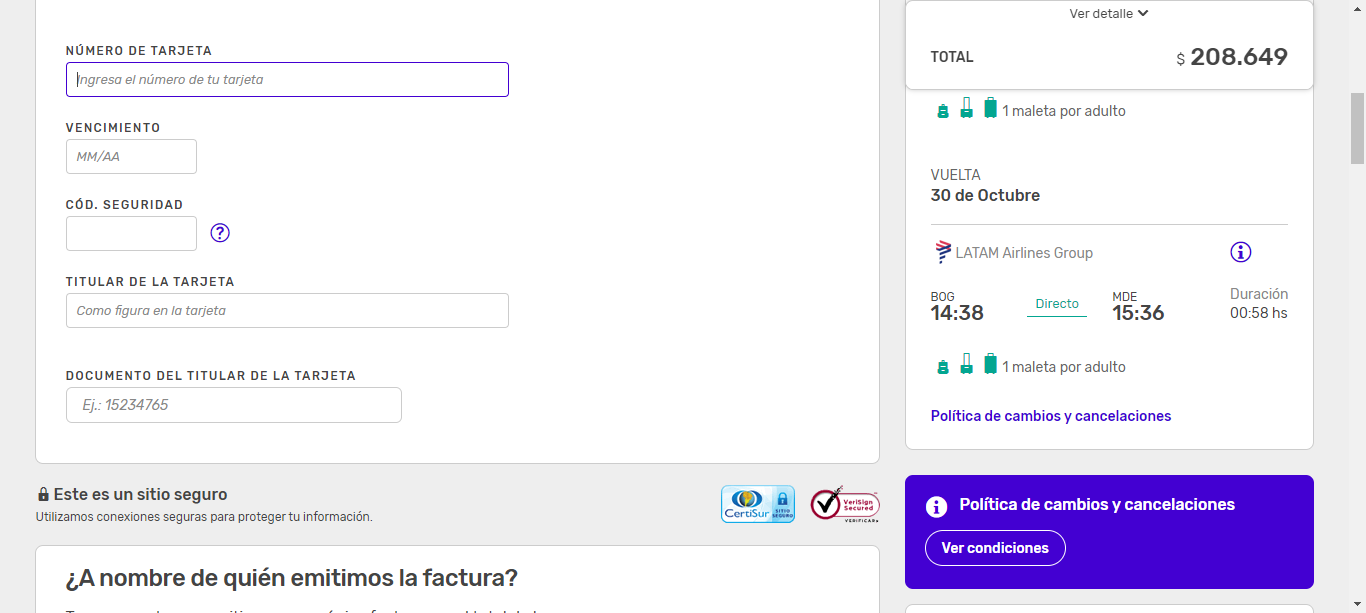 NÚMERO DE TARJETA
Ingresa el número de tu tarjeta
VENCIMIENTO
MM/AA
CÓD. SEGURIDAD
?
TITULAR DE LA TARJETA
Como figura en la tarjeta
DOCUMENTO DEL TITULAR DE LA TARJETA
Ej.: 15234765
Este es un sitio seguro
Utilizamos conexiones seguras para proteger tu información.
CertiSur SITIO SEGURO
VeriSign Secured
VERIFICAR
¿A nombre de quién emitimos la factura?
Ver detalle
TOTAL $ 208.649
1 maleta por adulto
VUELTA
30 de Octubre
LATAM Airlines Group
BOG Directo MDE Duración
14:38 15:36 00:58 hs
1 maleta por adulto
Política de cambios y cancelaciones
Política de cambios y cancelaciones
Ver condiciones